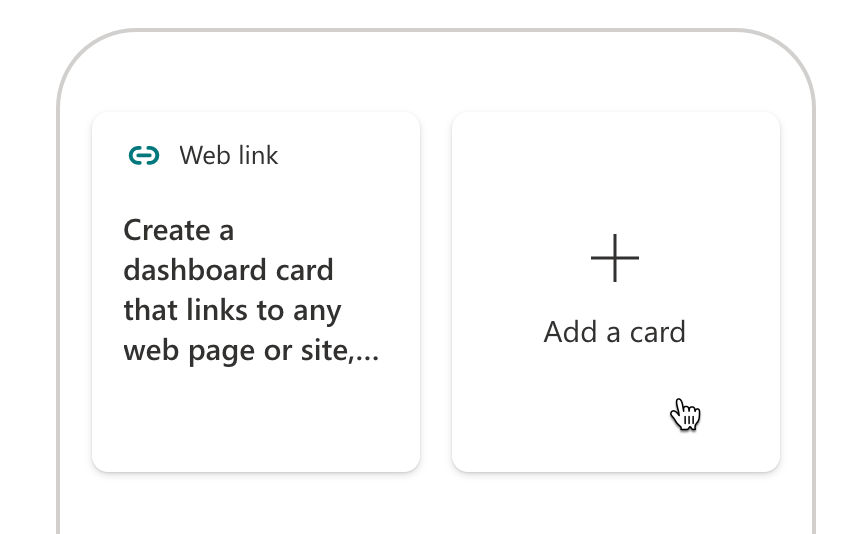 Web link
Create a
dashboard card
that links to any
web page or site,...
Add a card